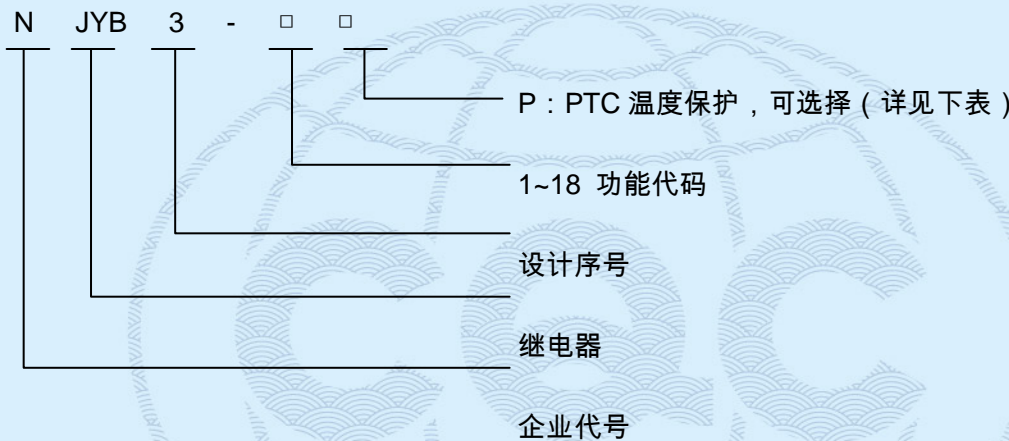 N JYB 3 - □ □
P：PTC 温度保护，可选择（详见下表）
1~18 功能代码
设计序号
继电器
企业代号
CQC